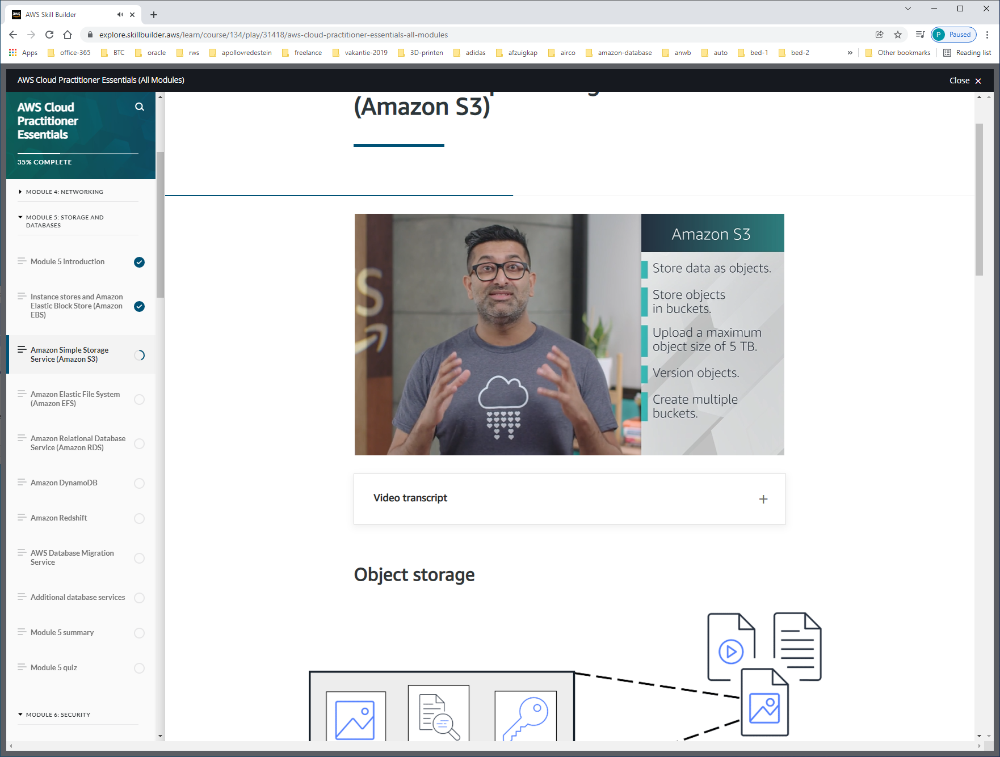 AWS Skill Builder
explore.skillbuilder.aws/learn/course/134/play/31418/aws-cloud-practitioner-essentials-all-modules
P Paused
Apps office-365 BTC oracle rws apollovredestein freelance vakantie-2019 3D-printen adidas afzuigkap airco amazon-database anwb auto bed-1 bed-2 » Other bookmarks Reading list
AWS Cloud Practitioner Essentials (All Modules)
Close
AWS Cloud
Practitioner
Essentials
35% COMPLETE
MODULE 4: NETWORKING
MODULE 5: STORAGE AND
DATABASES
Module 5 introduction
Instance stores and Amazon
Elastic Block Store (Amazon
EBS)
Amazon Simple Storage
Service (Amazon S3)
Amazon Elastic File System
(Amazon EFS)
Amazon Relational Database
Service (Amazon RDS)
Amazon DynamoDB
Amazon Redshift
AWS Database Migration
Service
Additional database services
Module 5 summary
Module 5 quiz
MODULE 6: SECURITY
(Amazon S3)
Amazon S3
Store data as objects.
Store objects
in buckets.
Upload a maximum
object size of 5 TB.
Version objects.
Create multiple
buckets.
Video transcript
Object storage